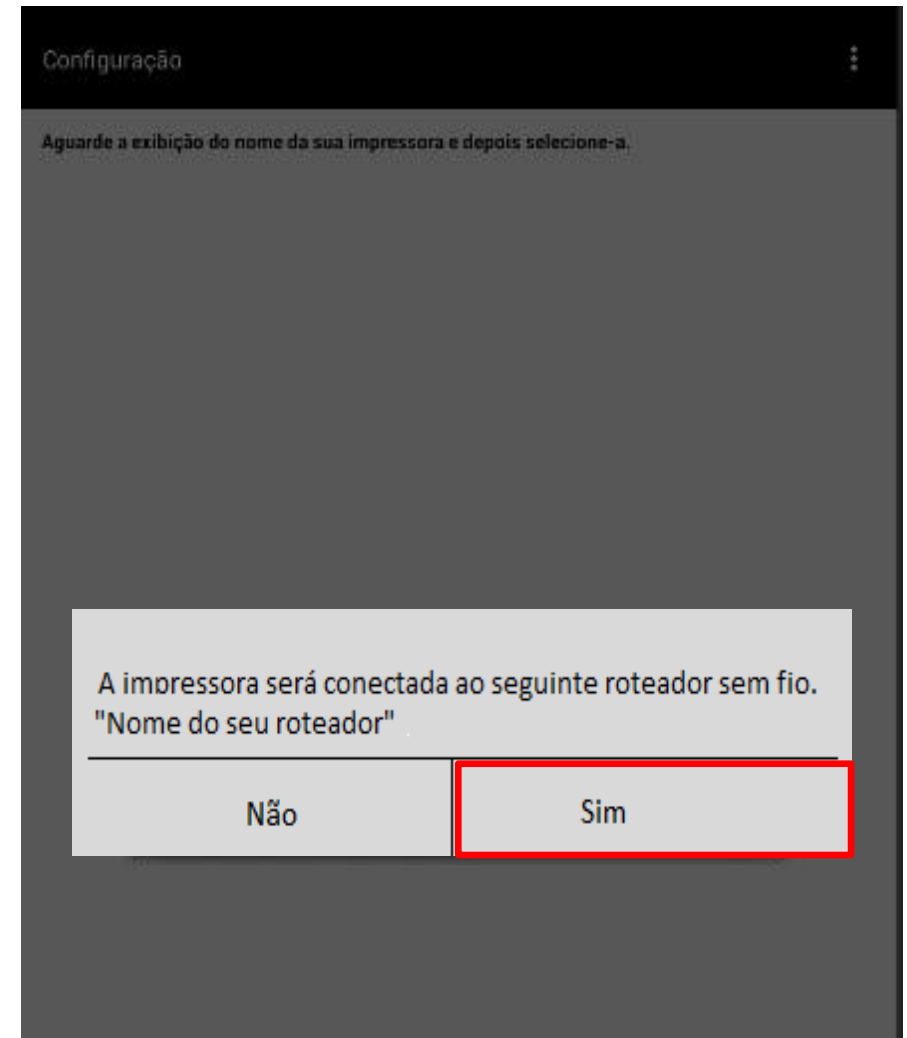 Configuração
Aguarde a exibição do nome da sua impressora e depois selecione-a.
A impressora será conectada ao seguinte roteador sem fio.
"Nome do seu roteador"
Não
Sim